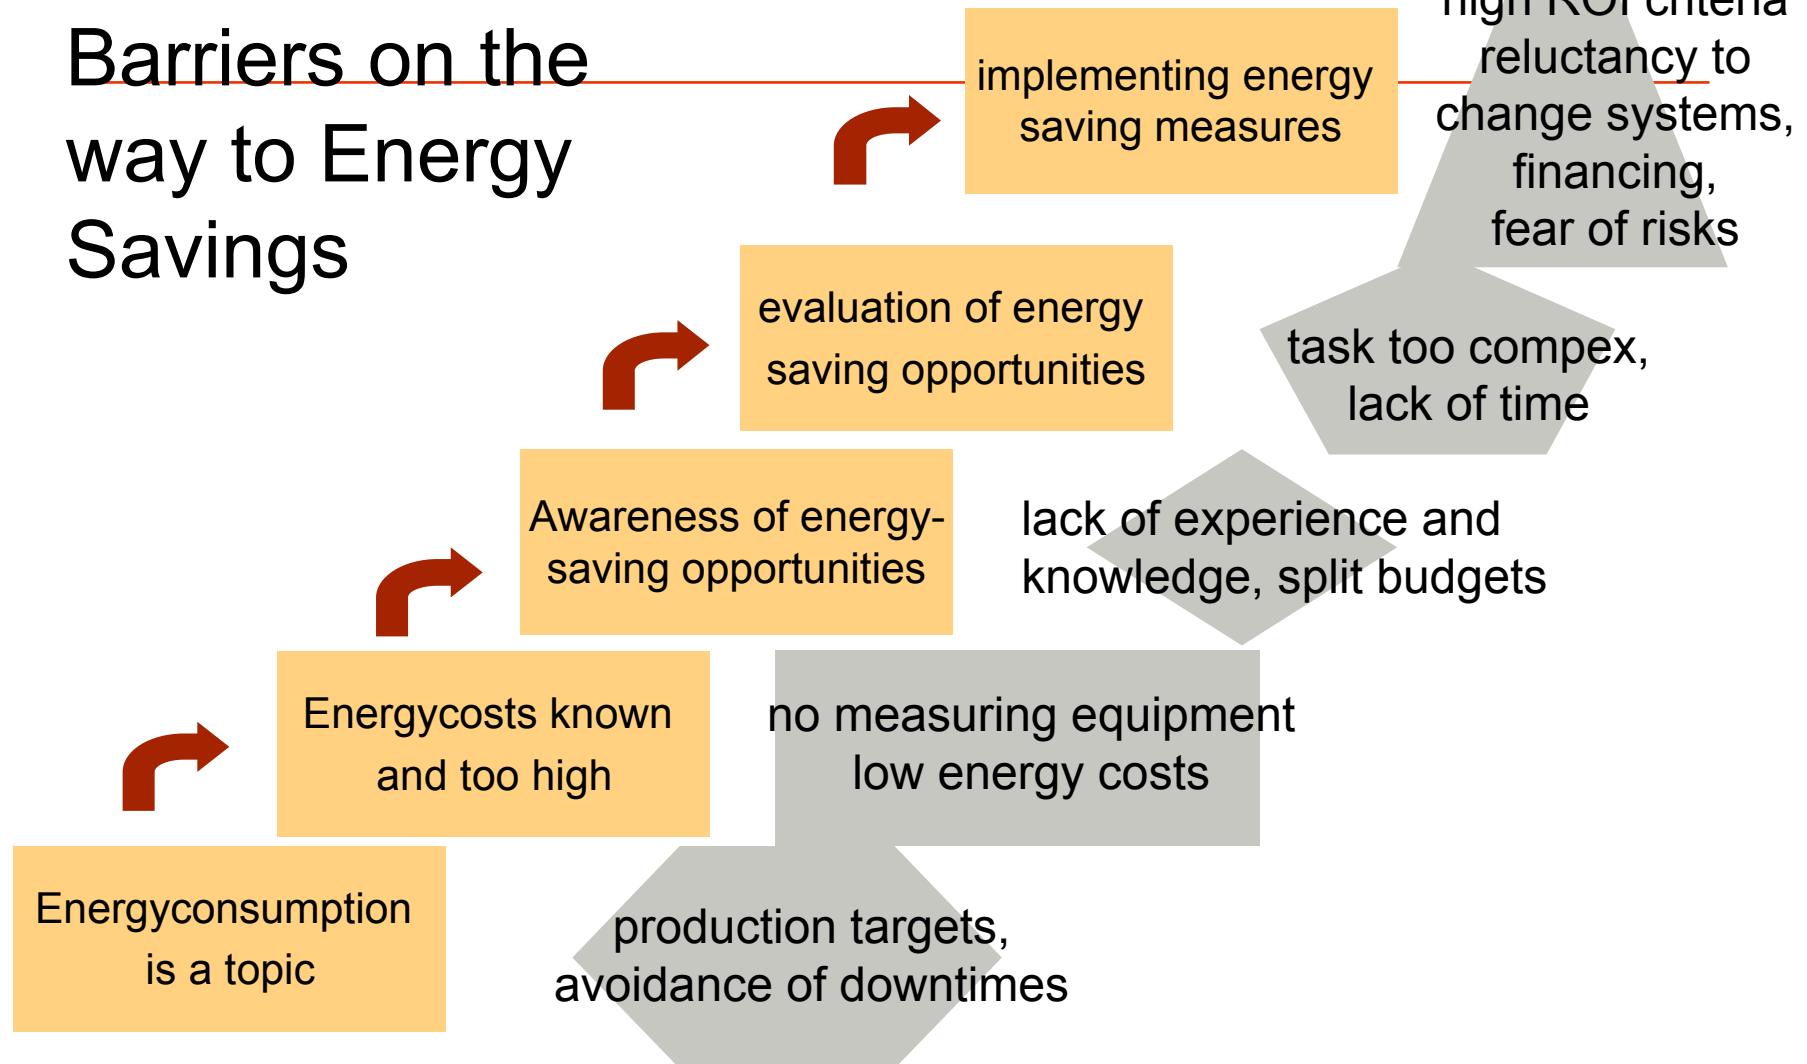 Barriers on the
way to Energy
Savings
implementing energy
saving measures
high ROI criteria
reluctancy to
change systems,
financing,
fear of risks
evaluation of energy
saving opportunities
task too compex,
lack of time
Awareness of energy-
saving opportunities
lack of experience and
knowledge, split budgets
Energycosts known
and too high
no measuring equipment
low energy costs
Energyconsumption
is a topic
production targets,
avoidance of downtimes